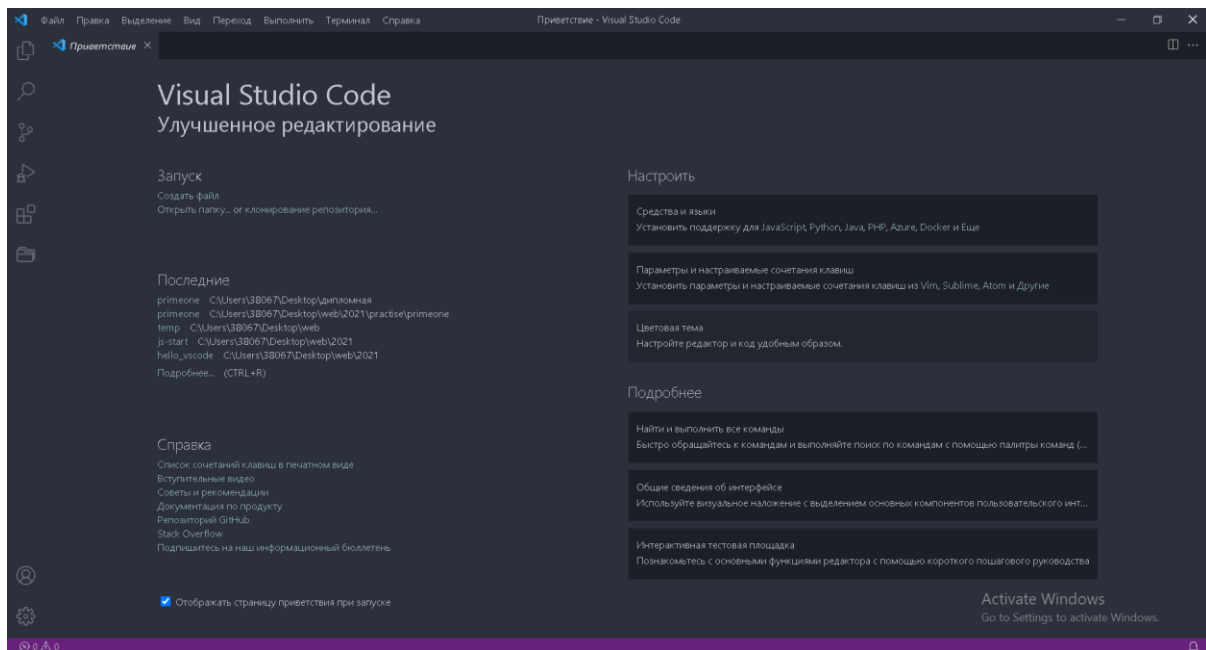 Файл Правка Выделение Вид Переход Выполнить Терминал Справка
Приветствие - Visual Studio Code
Приветствие
Visual Studio Code
Улучшенное редактирование
Запуск
Создать файл
Открыть папку... or клонирование репозитория...
Последние
primeone C:\Users\38067\Desktop\дипломная
primeone C:\Users\38067\Desktop\web\2021\practise\primeone
temp C:\Users\38067\Desktop\web
js-start C:\Users\38067\Desktop\web\2021
hello_vscode C:\Users\38067\Desktop\web\2021
Подробнее... (CTRL+R)
Справка
Список сочетаний клавиш в печатном виде
Вступительные видео
Советы и рекомендации
Документация по продукту
Репозиторий GitHub
Stack Overflow
Подпишитесь на наш информационный бюллетень
Отображать страницу приветствия при запуске
Настроить
Средства и языки
Установить поддержку для JavaScript, Python, Java, PHP, Azure, Docker и Еще
Параметры и настраиваемые сочетания клавиш
Установить параметры и настраиваемые сочетания клавиш из Vim, Sublime, Atom и Другие
Цветовая тема
Настройте редактор и код удобным образом.
Подробнее
Найти и выполнить все команды
Быстро обращайтесь к командам и выполняйте поиск по командам с помощью палитры команд (...
Общие сведения об интерфейсе
Используйте визуальное наложение с выделением основных компонентов пользовательского инт...
Интерактивная тестовая площадка
Познакомьтесь с основными функциями редактора с помощью короткого пошагового руководства
Activate Windows
Go to Settings to activate Windows.
0 0